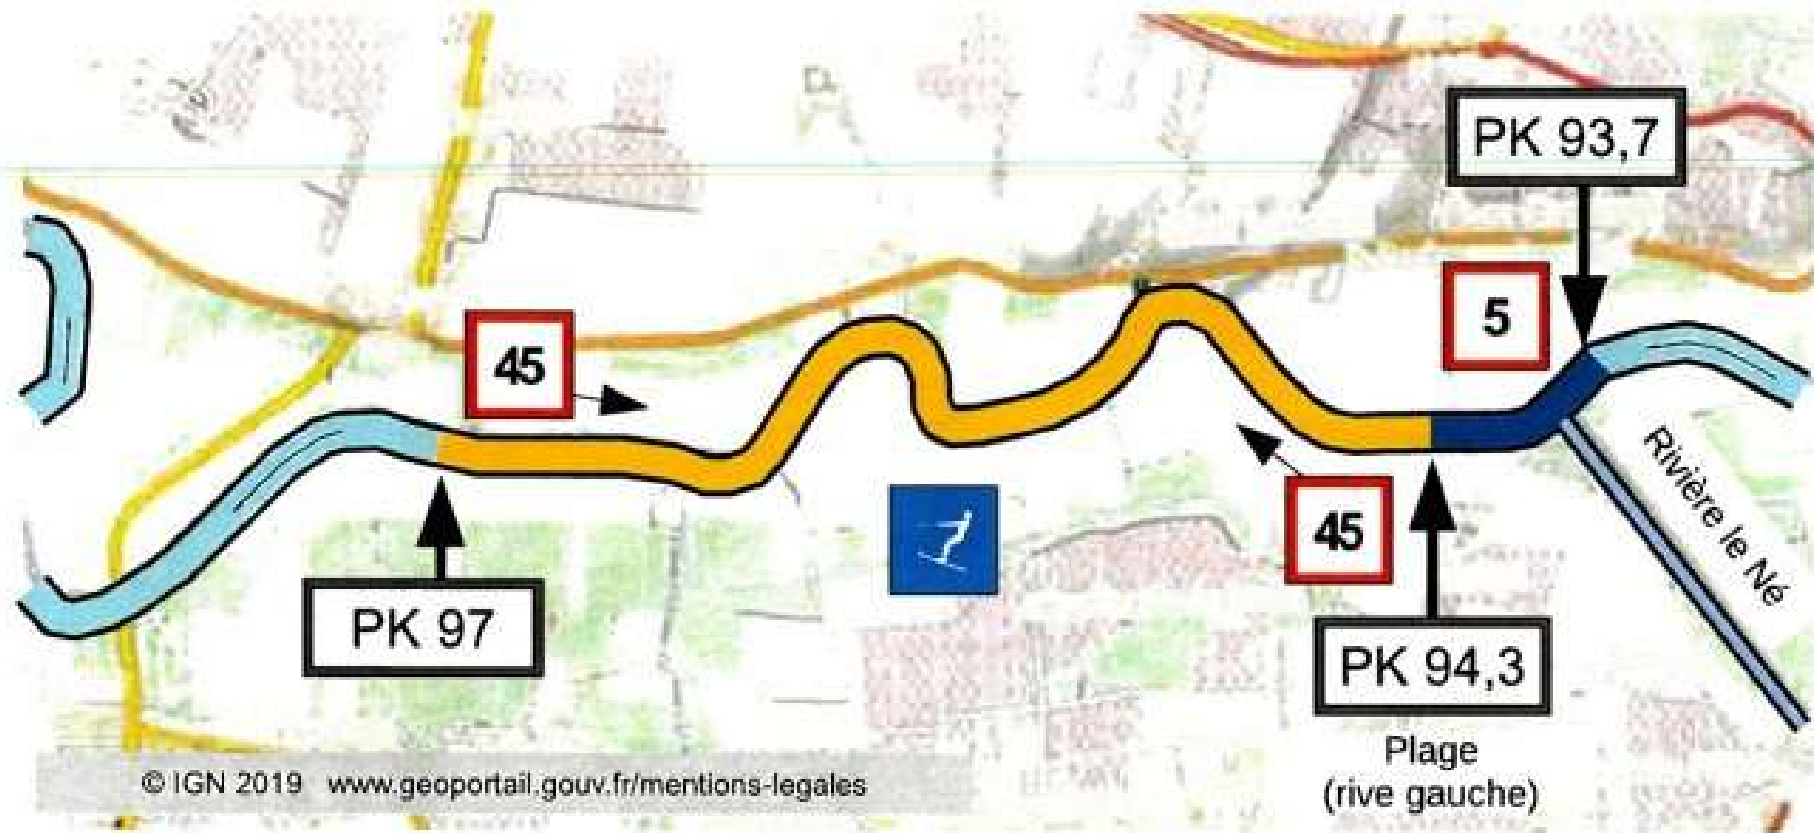 PK 93,7
5
45
45
Rivière le Né
PK 97
PK 94,3
Plage
(rive gauche)
© IGN 2019 www.geoportail.gouv.fr/mentions-legales